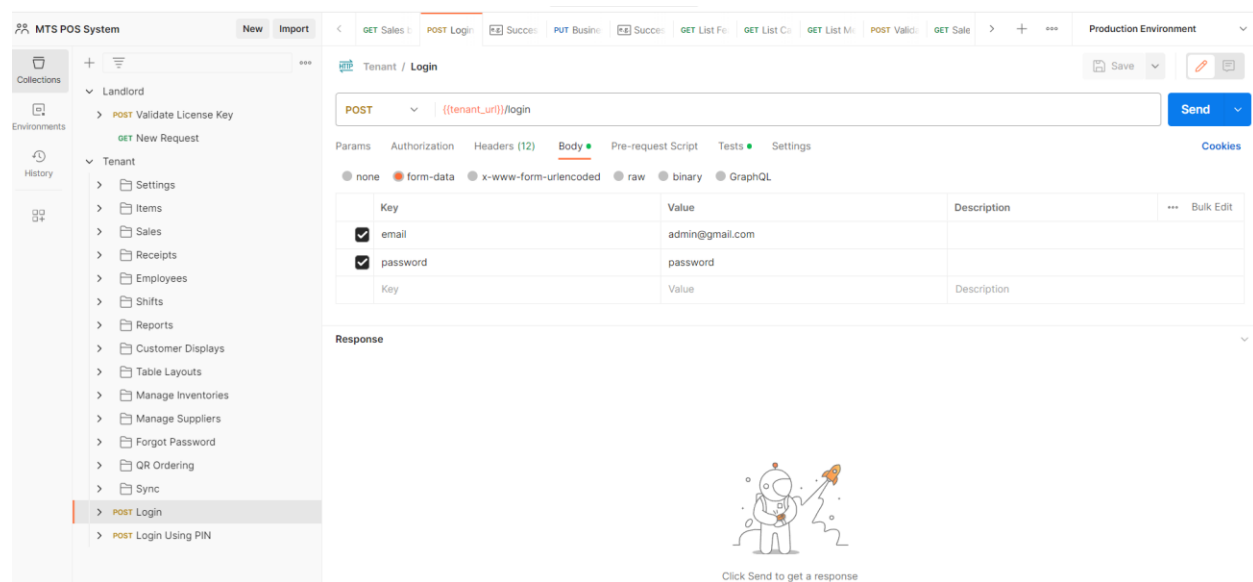 MTS POS System New Import
GET Sales b POST Login e.g. Succes PUT Busine e.g. Succes GET List Fo GET List Ca GET List Mo POST Valida GET Sale Production Environment
Collections
Environments
History
Landlord
POST Validate License Key
GET New Request
Tenant
Settings
Items
Sales
Receipts
Employees
Shifts
Reports
Customer Displays
Table Layouts
Manage Inventories
Manage Suppliers
Forgot Password
QR Ordering
Sync
POST Login
POST Login Using PIN
HTTP Tenant / Login Save
POST {{tenant_url}}/login Send
Params Authorization Headers (12) Body Pre-request Script Tests Settings Cookies
none form-data x-www-form-urlencoded raw binary GraphQL
Key Value Description Bulk Edit
email admin@gmail.com
password password
Key Value Description
Response
Click Send to get a response